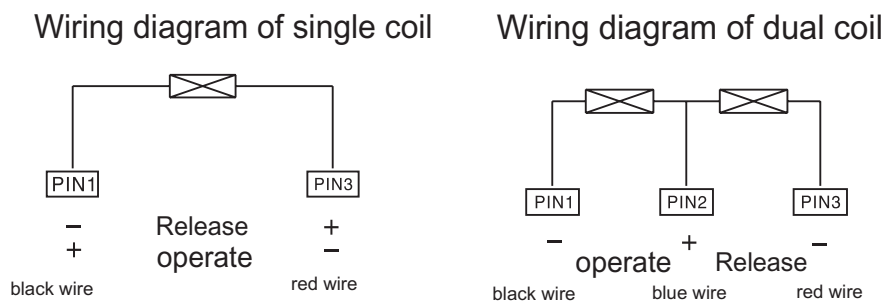 Wiring diagram of single coil
PIN1 PIN3
− Release +
+ operate −
black wire red wire
Wiring diagram of dual coil
PIN1 PIN2 PIN3
− operate + Release −
black wire blue wire red wire